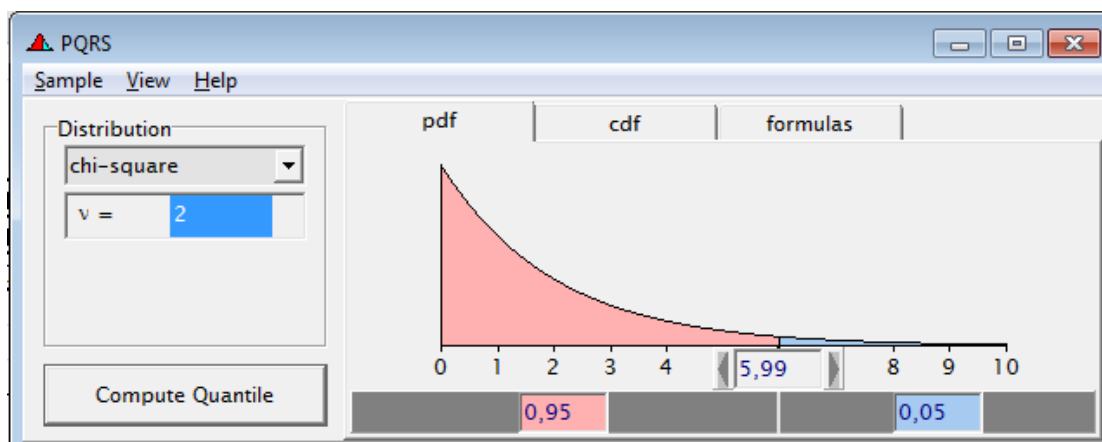 PQRS
Sample View Help
Distribution
chi-square
ν = 2
Compute Quantile
pdf cdf formulas
0 1 2 3 4 5,99 8 9 10
0,95 0,05